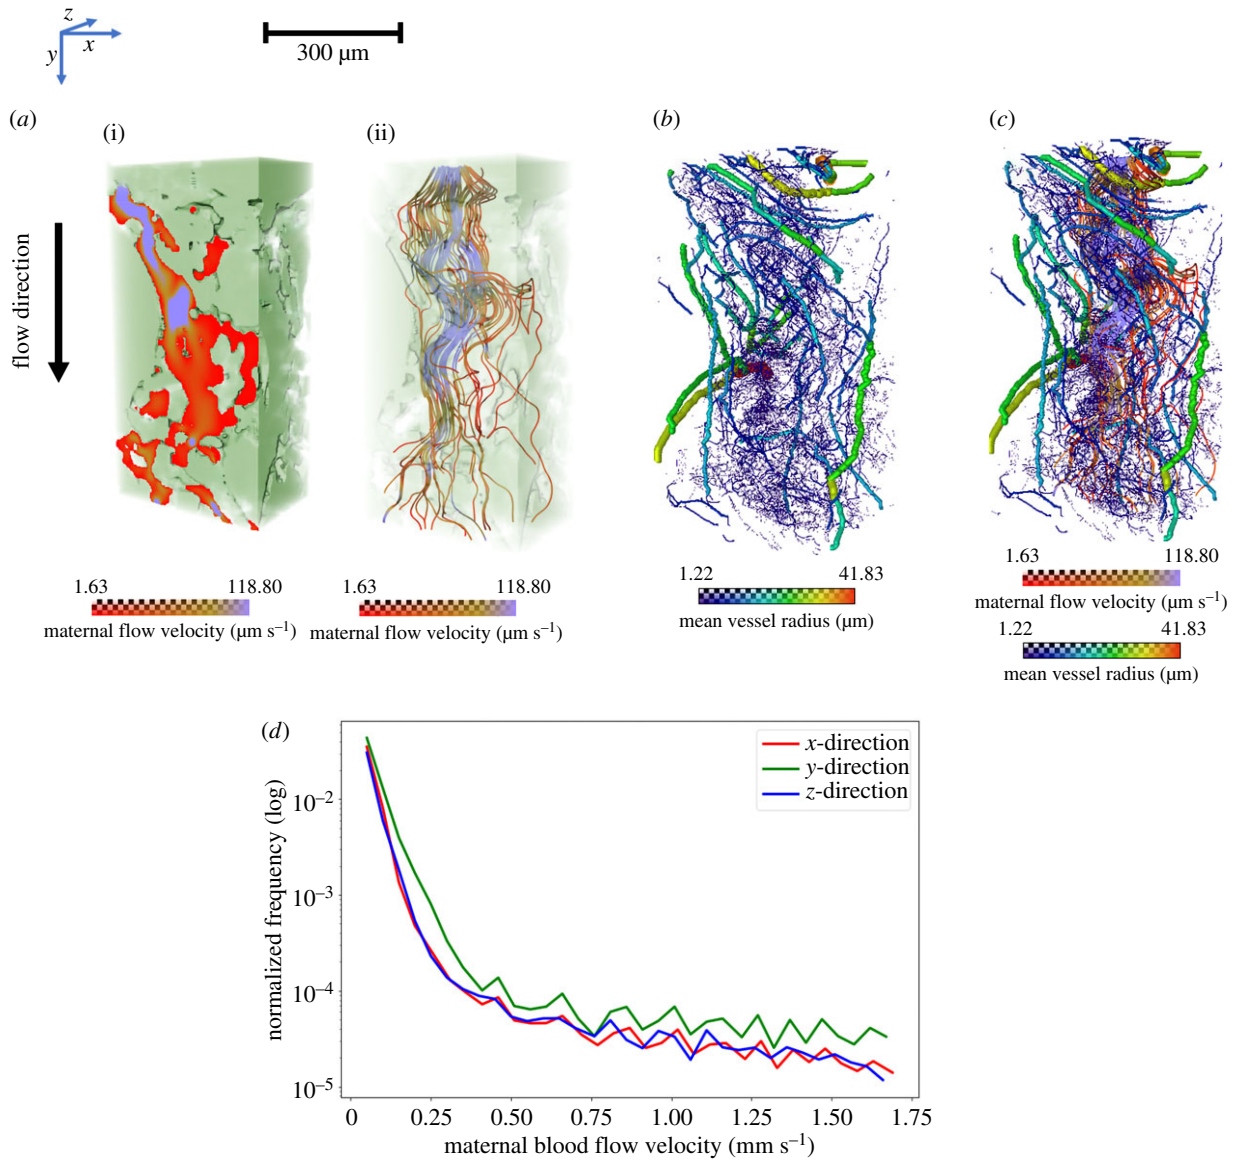 z
x
y
300 µm
(a)
(i)
(ii)
(b)
(c)
flow direction
1.63 118.80
maternal flow velocity (µm s⁻¹)
1.63 118.80
maternal flow velocity (µm s⁻¹)
1.22 41.83
mean vessel radius (µm)
1.63 118.80
maternal flow velocity (µm s⁻¹)
1.22 41.83
mean vessel radius (µm)
(d)
x-direction
y-direction
z-direction
normalized frequency (log)
10⁻²
10⁻³
10⁻⁴
10⁻⁵
0 0.25 0.50 0.75 1.00 1.25 1.50 1.75
maternal blood flow velocity (mm s⁻¹)